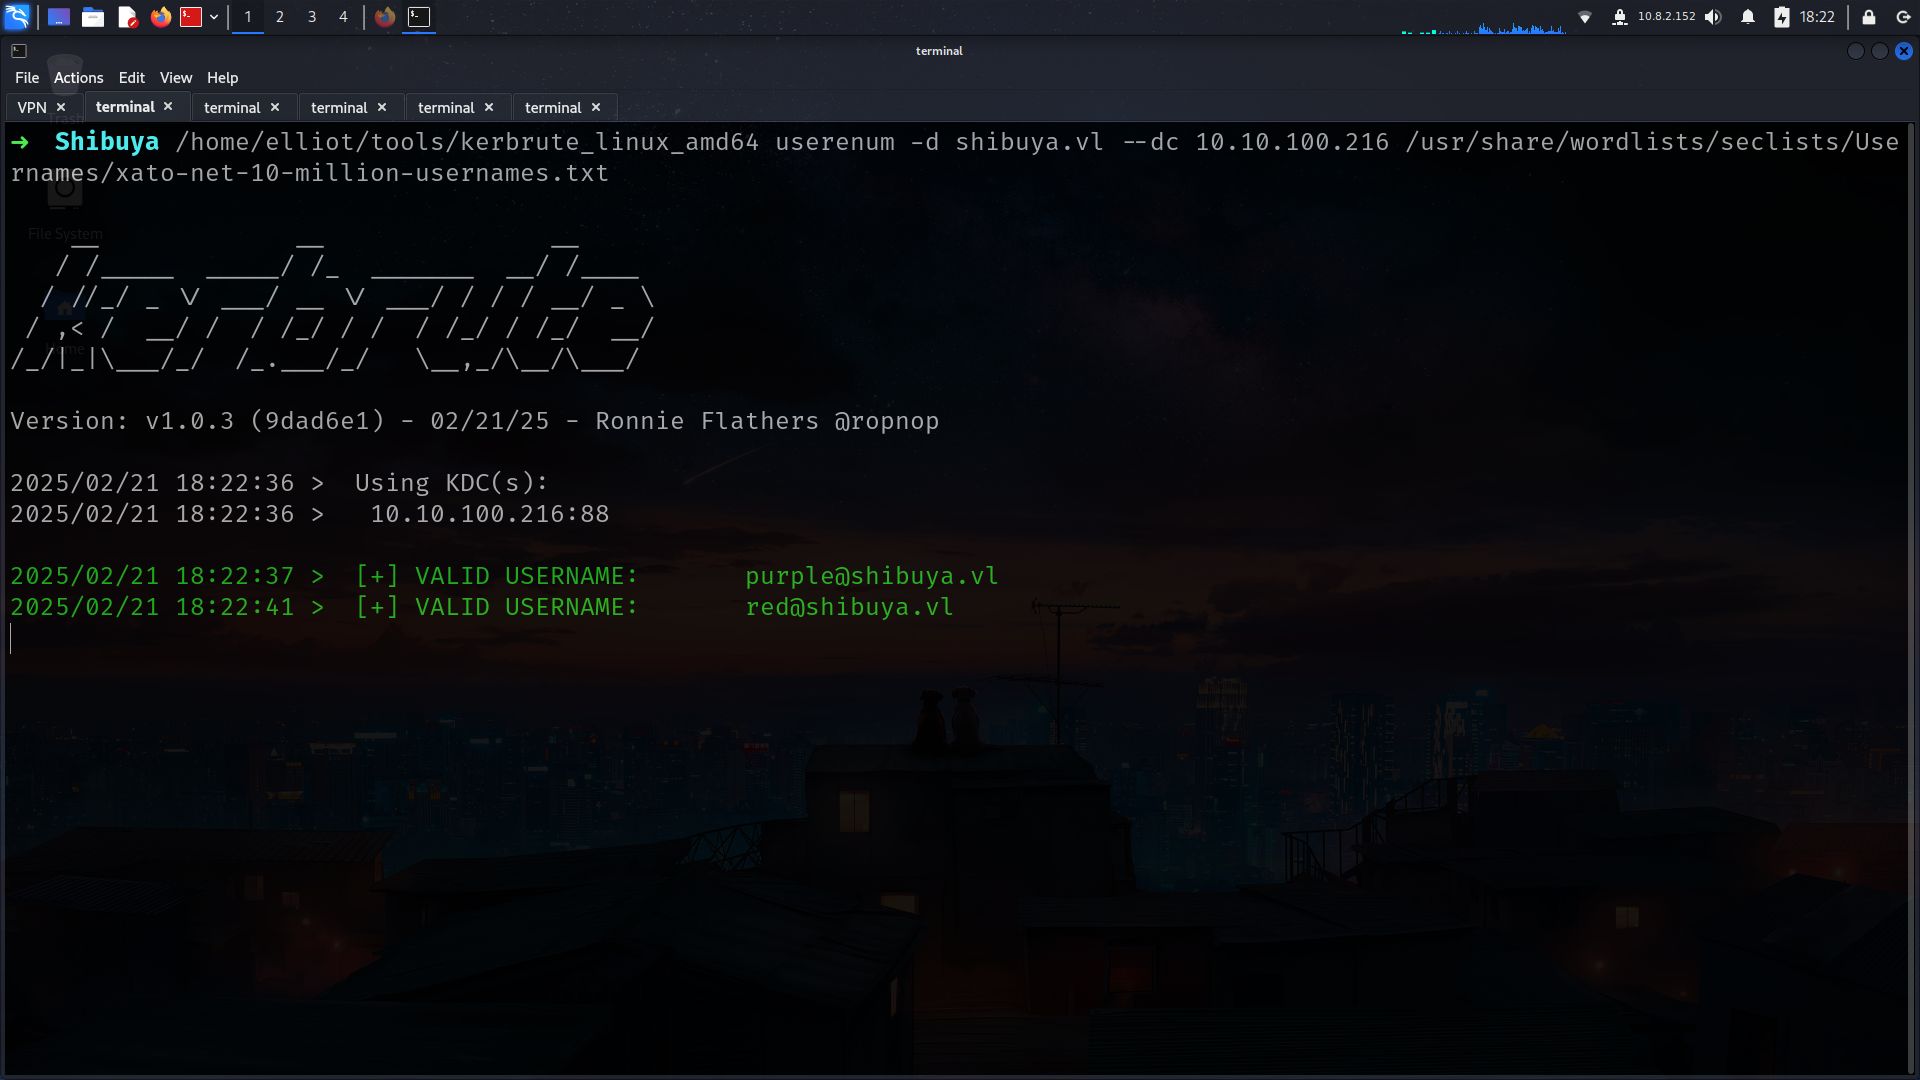 1 2 3 4 10.8.2.152 18:22
terminal
File Actions Edit View Help
VPN × terminal × terminal × terminal × terminal × terminal ×
Trash
→ Shibuya /home/elliot/tools/kerbrute_linux_amd64 userenum -d shibuya.vl --dc 10.10.100.216 /usr/share/wordlists/seclists/Use
rnames/xato-net-10-million-usernames.txt
File System
    __             __               __
   / /_____  _____/ /_  _______  __/ /____
  / //_/ _ \/ ___/ __ \/ ___/ / / / __/ _ \
 / ,< /  __/ /  / /_/ / /  / /_/ / /_/  __/
/_/|_|\___/_/  /_.___/_/   \__,_/\__/\___/
Home
Version: v1.0.3 (9dad6e1) - 02/21/25 - Ronnie Flathers @ropnop
2025/02/21 18:22:36 >  Using KDC(s):
2025/02/21 18:22:36 >   10.10.100.216:88
2025/02/21 18:22:37 >  [+] VALID USERNAME:       purple@shibuya.vl
2025/02/21 18:22:41 >  [+] VALID USERNAME:       red@shibuya.vl